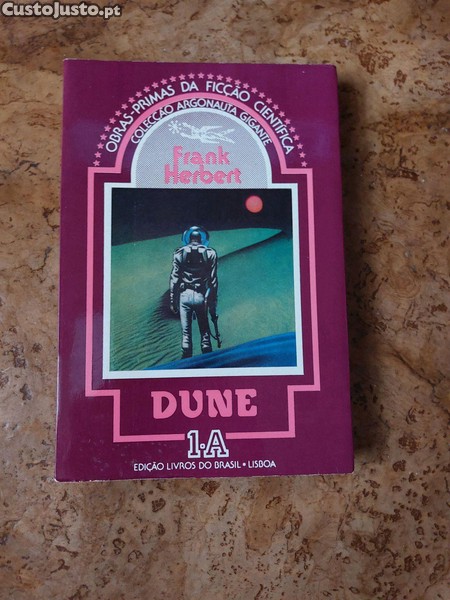 CustoJusto.pt
OBRAS-PRIMAS DA FICÇÃO CIENTÍFICA
COLECÇÃO ARGONAUTA GIGANTE
Frank
Herbert
DUNE
1·A
EDIÇÃO LIVROS DO BRASIL • LISBOA